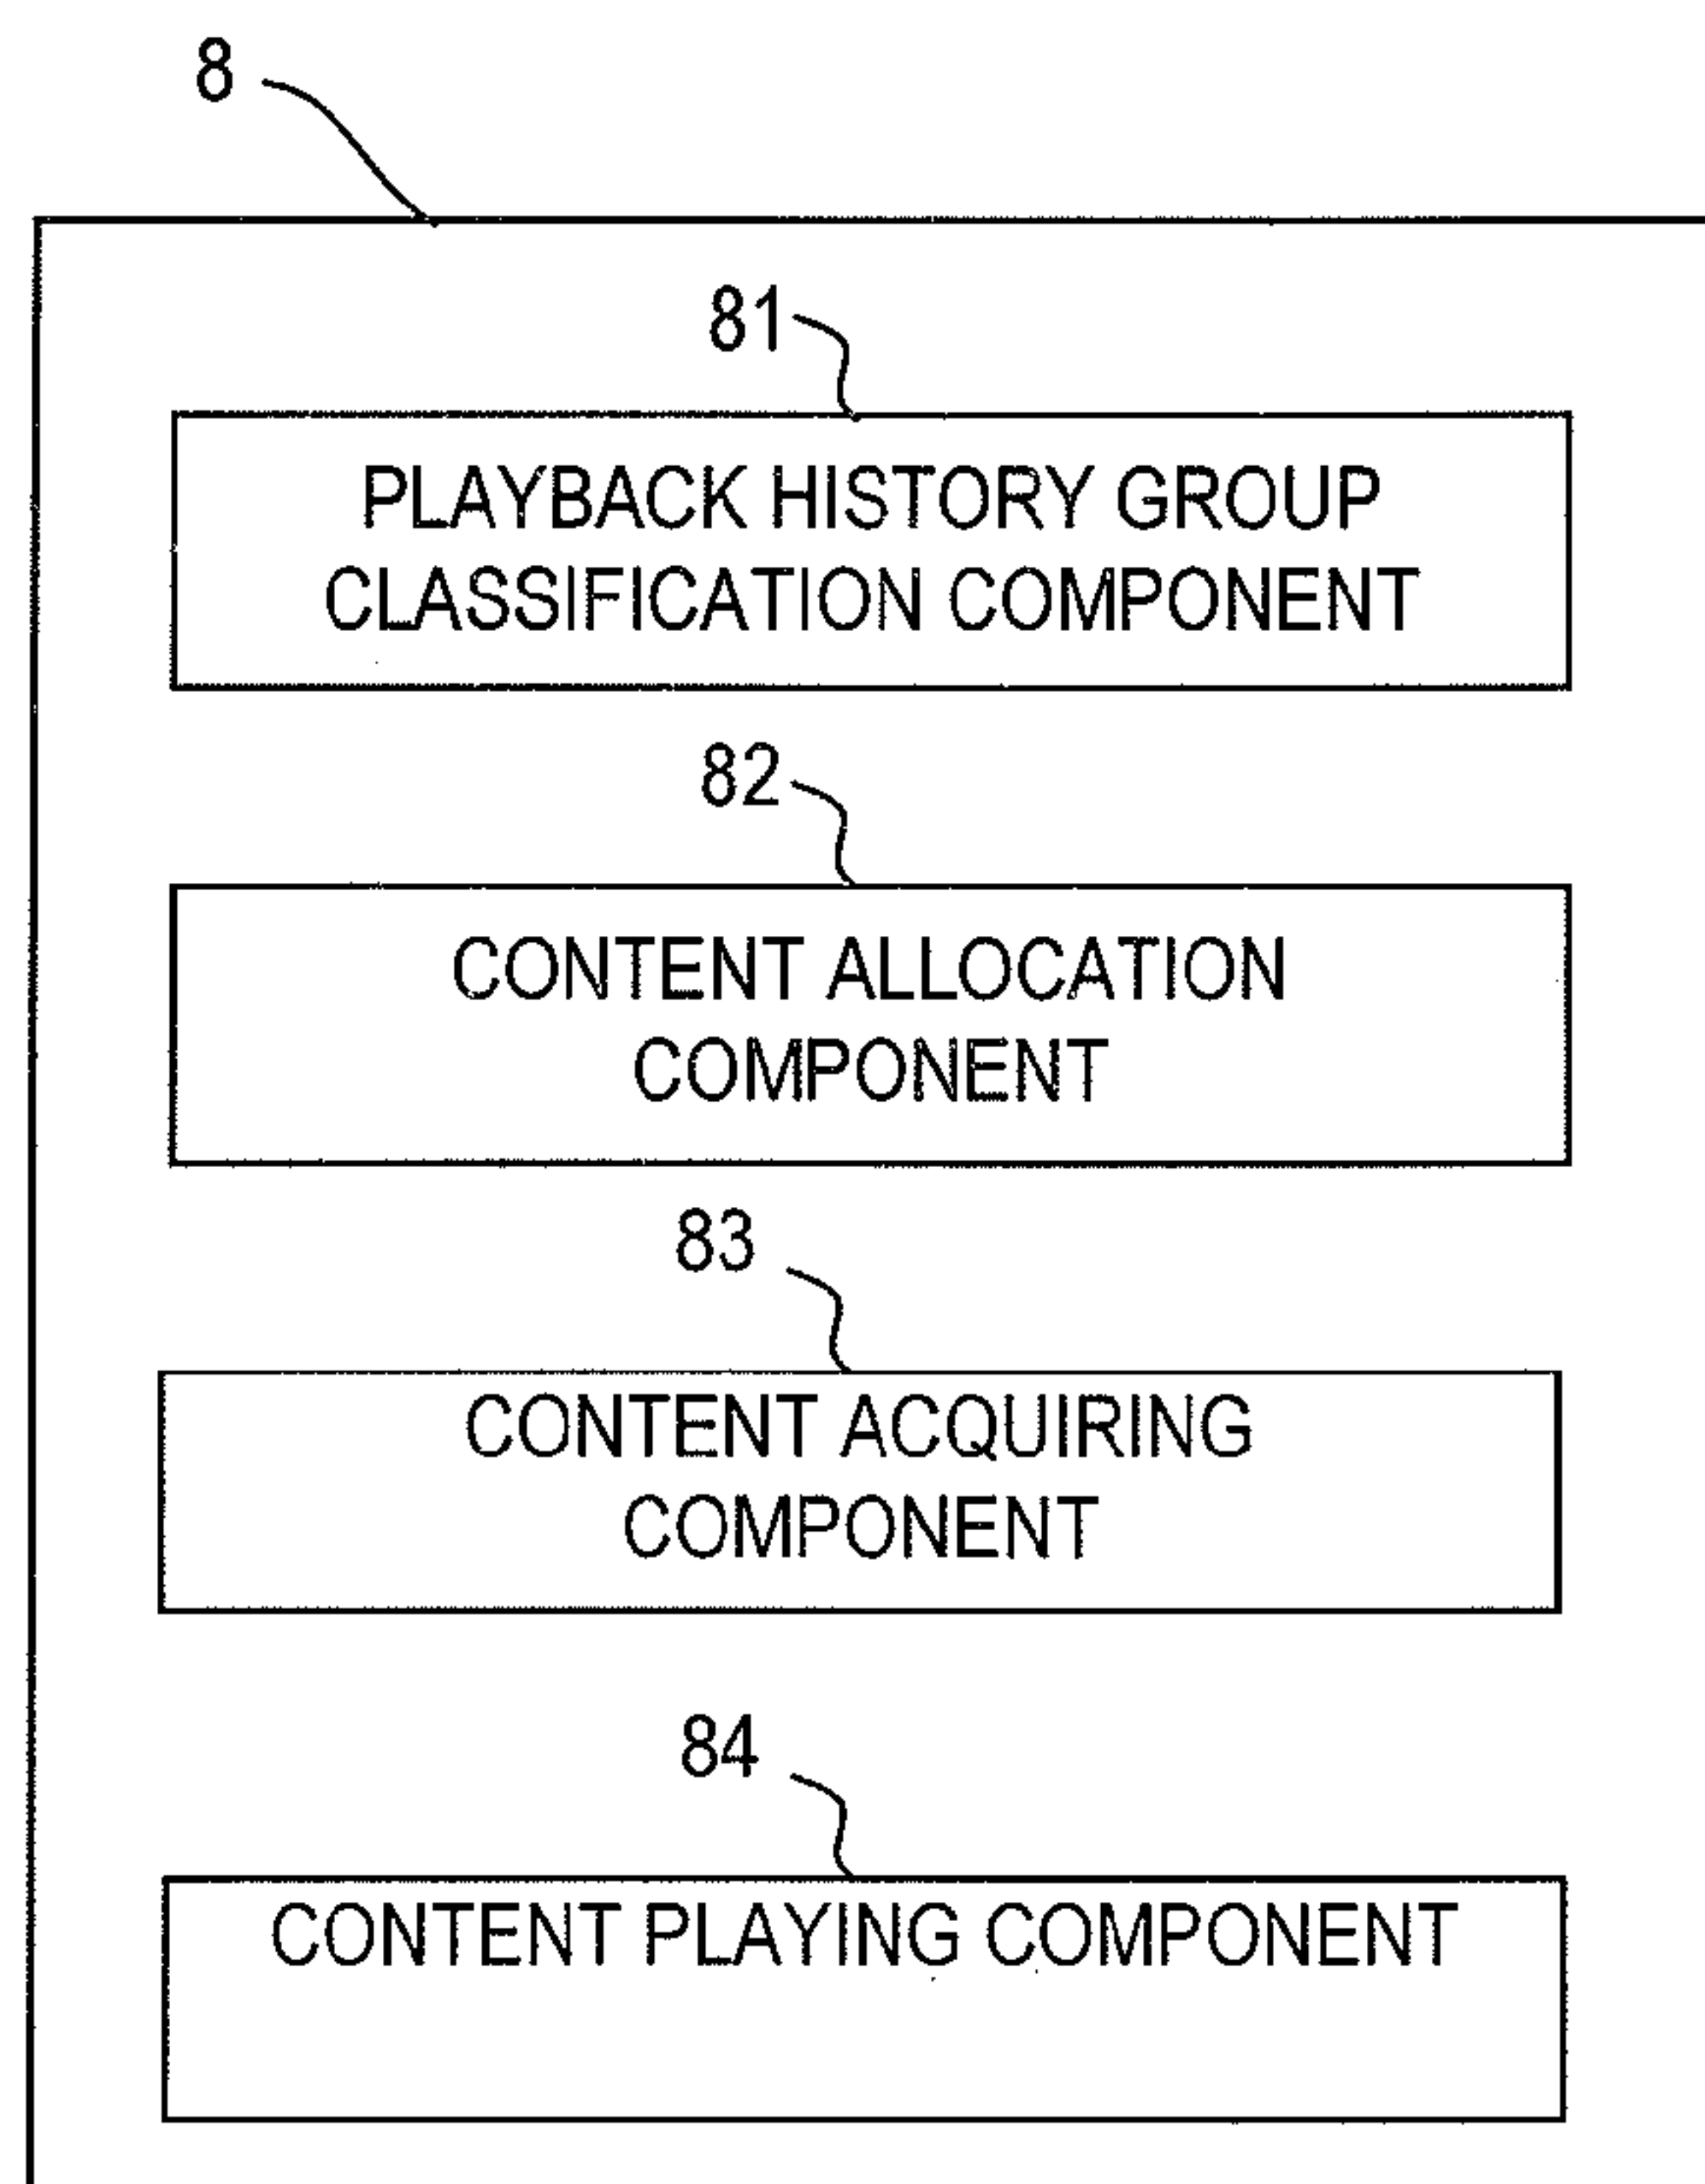 8
81
PLAYBACK HISTORY GROUP
CLASSIFICATION COMPONENT
82
CONTENT ALLOCATION
COMPONENT
83
CONTENT ACQUIRING
COMPONENT
84
CONTENT PLAYING COMPONENT